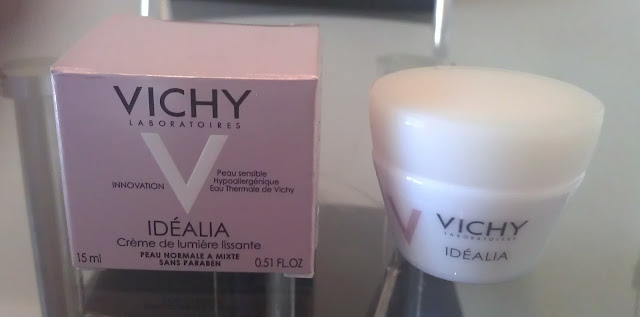 VICHY
LABORATOIRES
V
Peau sensible
Hypoallergénique
INNOVATION
Eau Thermale de Vichy
IDÉALIA
Crème de lumière lissante
15 ml
PEAU NORMALE A MIXTE
SANS PARABEN
0.51 FL.OZ
V
VICHY
LABORATOIRES
IDÉALIA